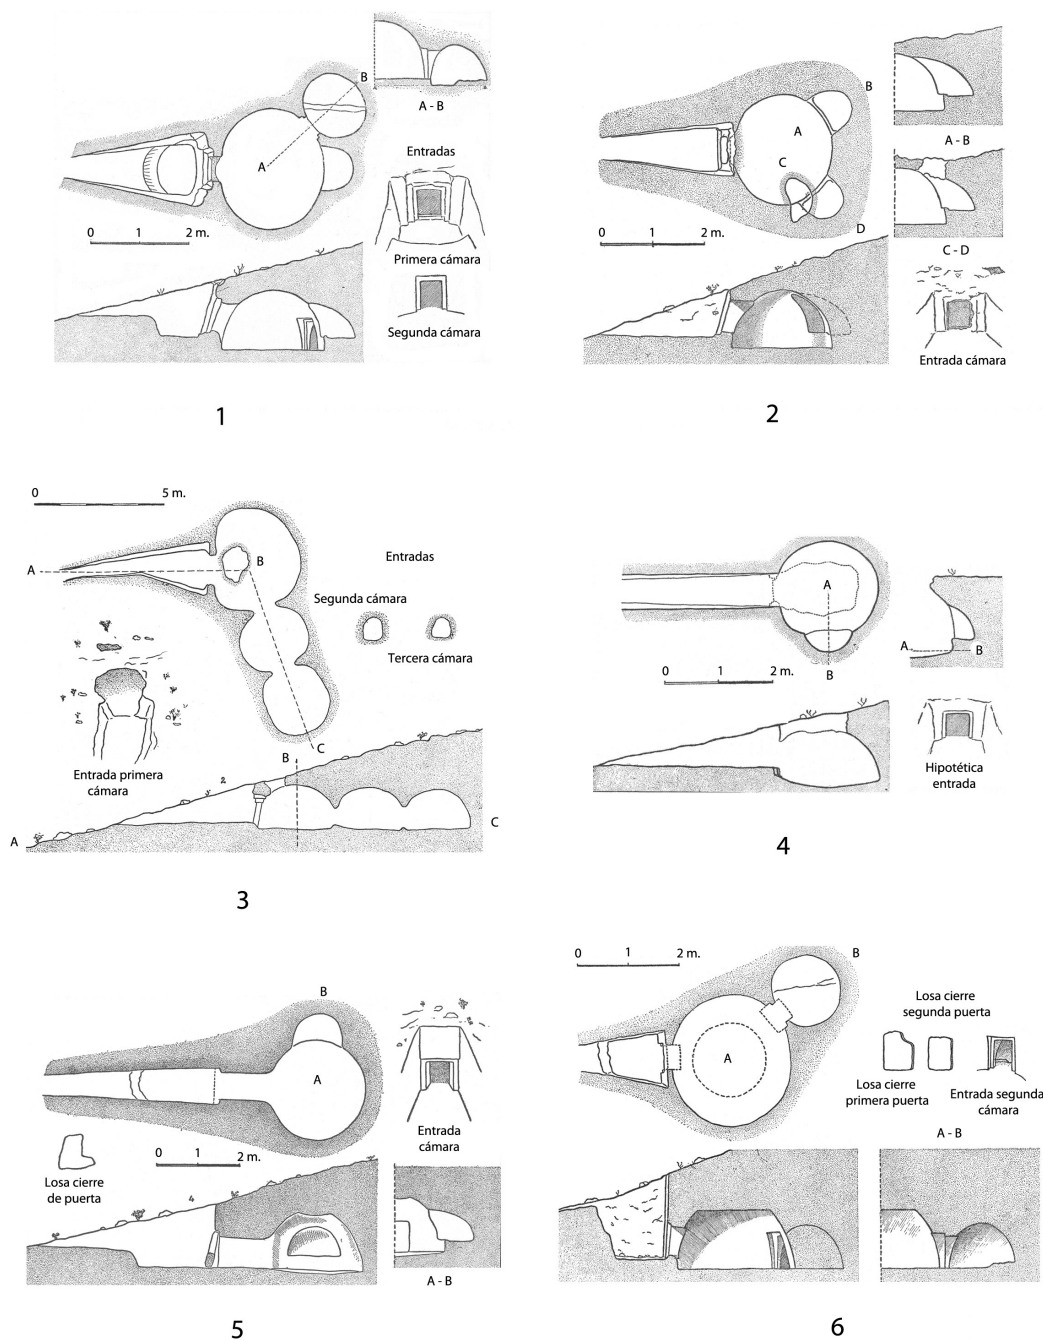 B
A - B
A
Entradas
0 1 2 m.
Primera cámara
Segunda cámara
1
B
A
A - B
C
D
0 1 2 m.
C - D
Entrada cámara
2
0 5 m.
A
B
Entradas
Segunda cámara
Tercera cámara
C
Entrada primera
cámara
B
2
A
C
3
A
A
B
0 1 2 m.
B
Hipotética
entrada
4
B
A
Entrada
cámara
0 1 2 m.
Losa cierre
de puerta
4
A - B
5
0 1 2 m.
B
Losa cierre
segunda puerta
A
Losa cierre
primera puerta
Entrada segunda
cámara
A - B
6